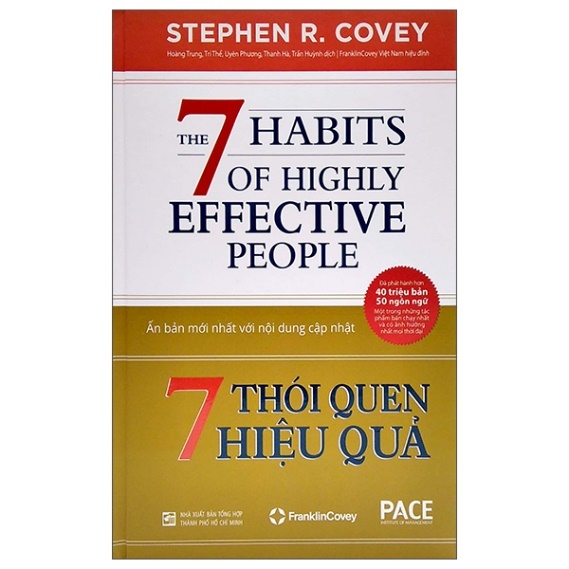 STEPHEN R. COVEY
Hoàng Trung, Trí Thể, Uyên Phương, Thanh Hà, Trần Huỳnh dịch | FranklinCovey Việt Nam hiệu đính
THE 7 HABITS
OF HIGHLY
EFFECTIVE
PEOPLE
Đã phát hành hơn
40 triệu bản
50 ngôn ngữ
Một trong những tác
phẩm bán chạy nhất
và có ảnh hưởng
nhất mọi thời đại
Ấn bản mới nhất với nội dung cập nhật
7 THÓI QUEN
HIỆU QUẢ
NHÀ XUẤT BẢN TỔNG HỢP
THÀNH PHỐ HỒ CHÍ MINH
FranklinCovey
PACE
INSTITUTE OF MANAGEMENT